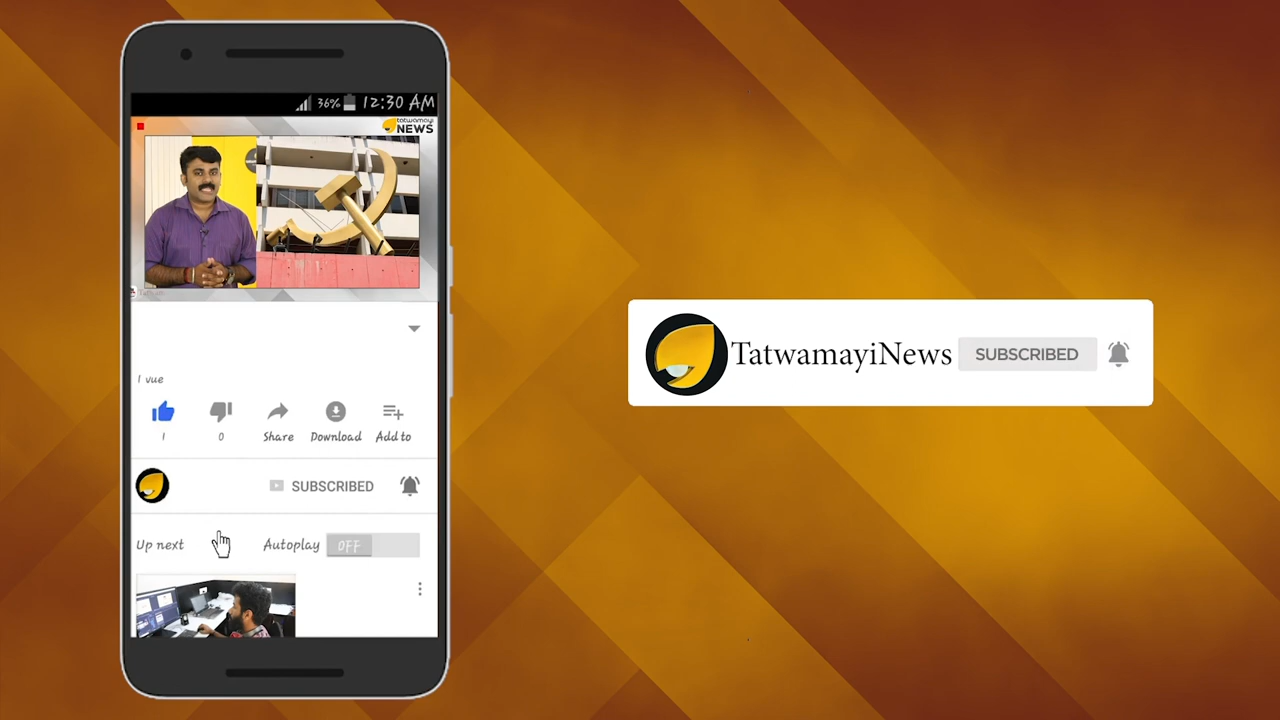 36%
12:30 AM
tatwamayi
NEWS
1 vue
1
0
Share
Download
Add to
SUBSCRIBED
Up next
Autoplay
OFF
TatwamayiNews
SUBSCRIBED